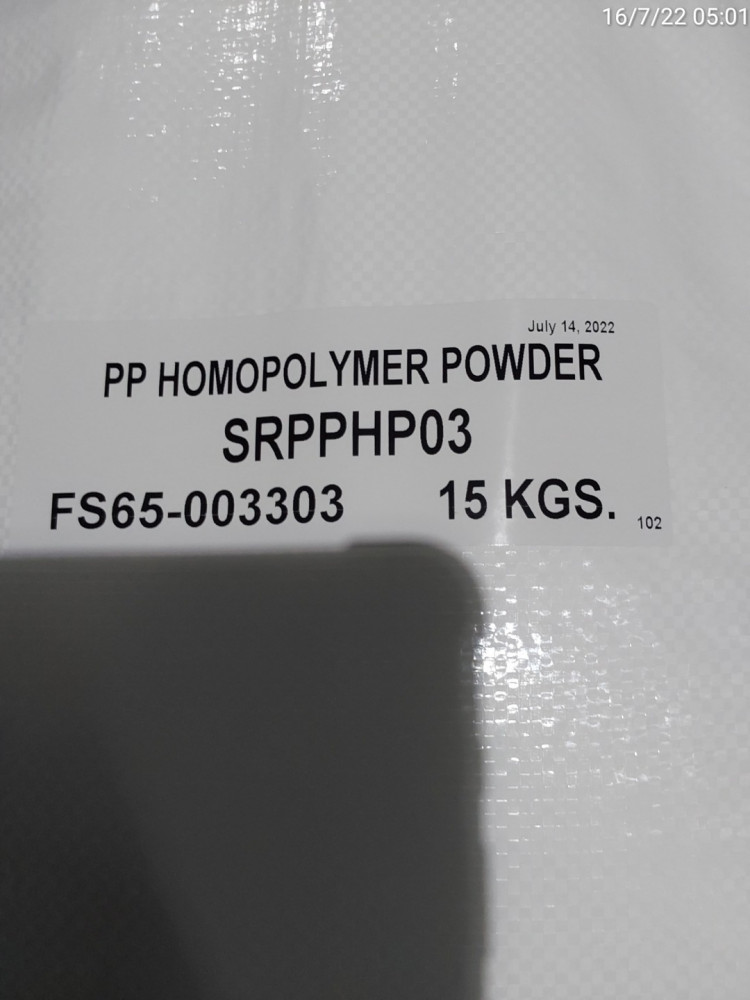 16/7/22 05:01
July 14, 2022
PP HOMOPOLYMER POWDER
SRPPHP03
FS65-003303 15 KGS. 102